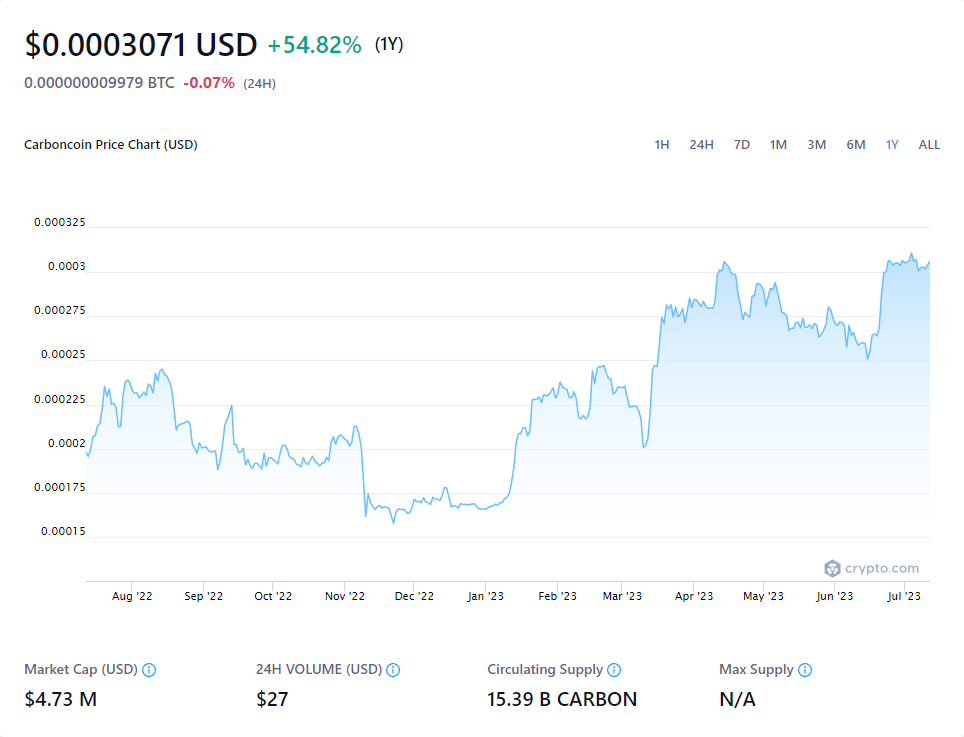 $0.0003071 USD +54.82% (1Y)
0.000000009979 BTC -0.07% (24H)
Carboncoin Price Chart (USD) 1H 24H 7D 1M 3M 6M 1Y ALL
0.000325
0.0003
0.000275
0.00025
0.000225
0.0002
0.000175
0.00015
crypto.com
Aug '22 Sep '22 Oct '22 Nov '22 Dec '22 Jan '23 Feb '23 Mar '23 Apr '23 May '23 Jun '23 Jul '23
Market Cap (USD) 24H VOLUME (USD) Circulating Supply Max Supply
$4.73 M $27 15.39 B CARBON N/A